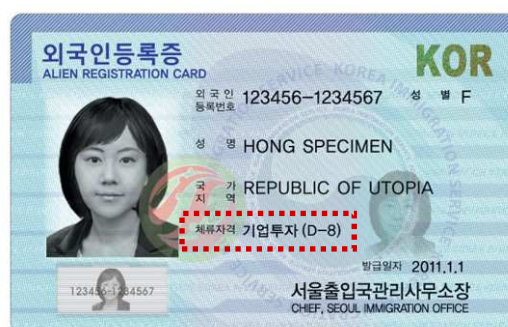 외국인등록증
KOR
ALIEN REGISTRATION CARD
외국인 등록번호 123456-1234567 성별 F
성명 HONG SPECIMEN
국가 지역 REPUBLIC OF UTOPIA
체류자격 기업투자 (D-8)
발급일자 2011.1.1
123456-1234567
서울출입국관리사무소장
CHIEF, SEOUL IMMIGRATION OFFICE